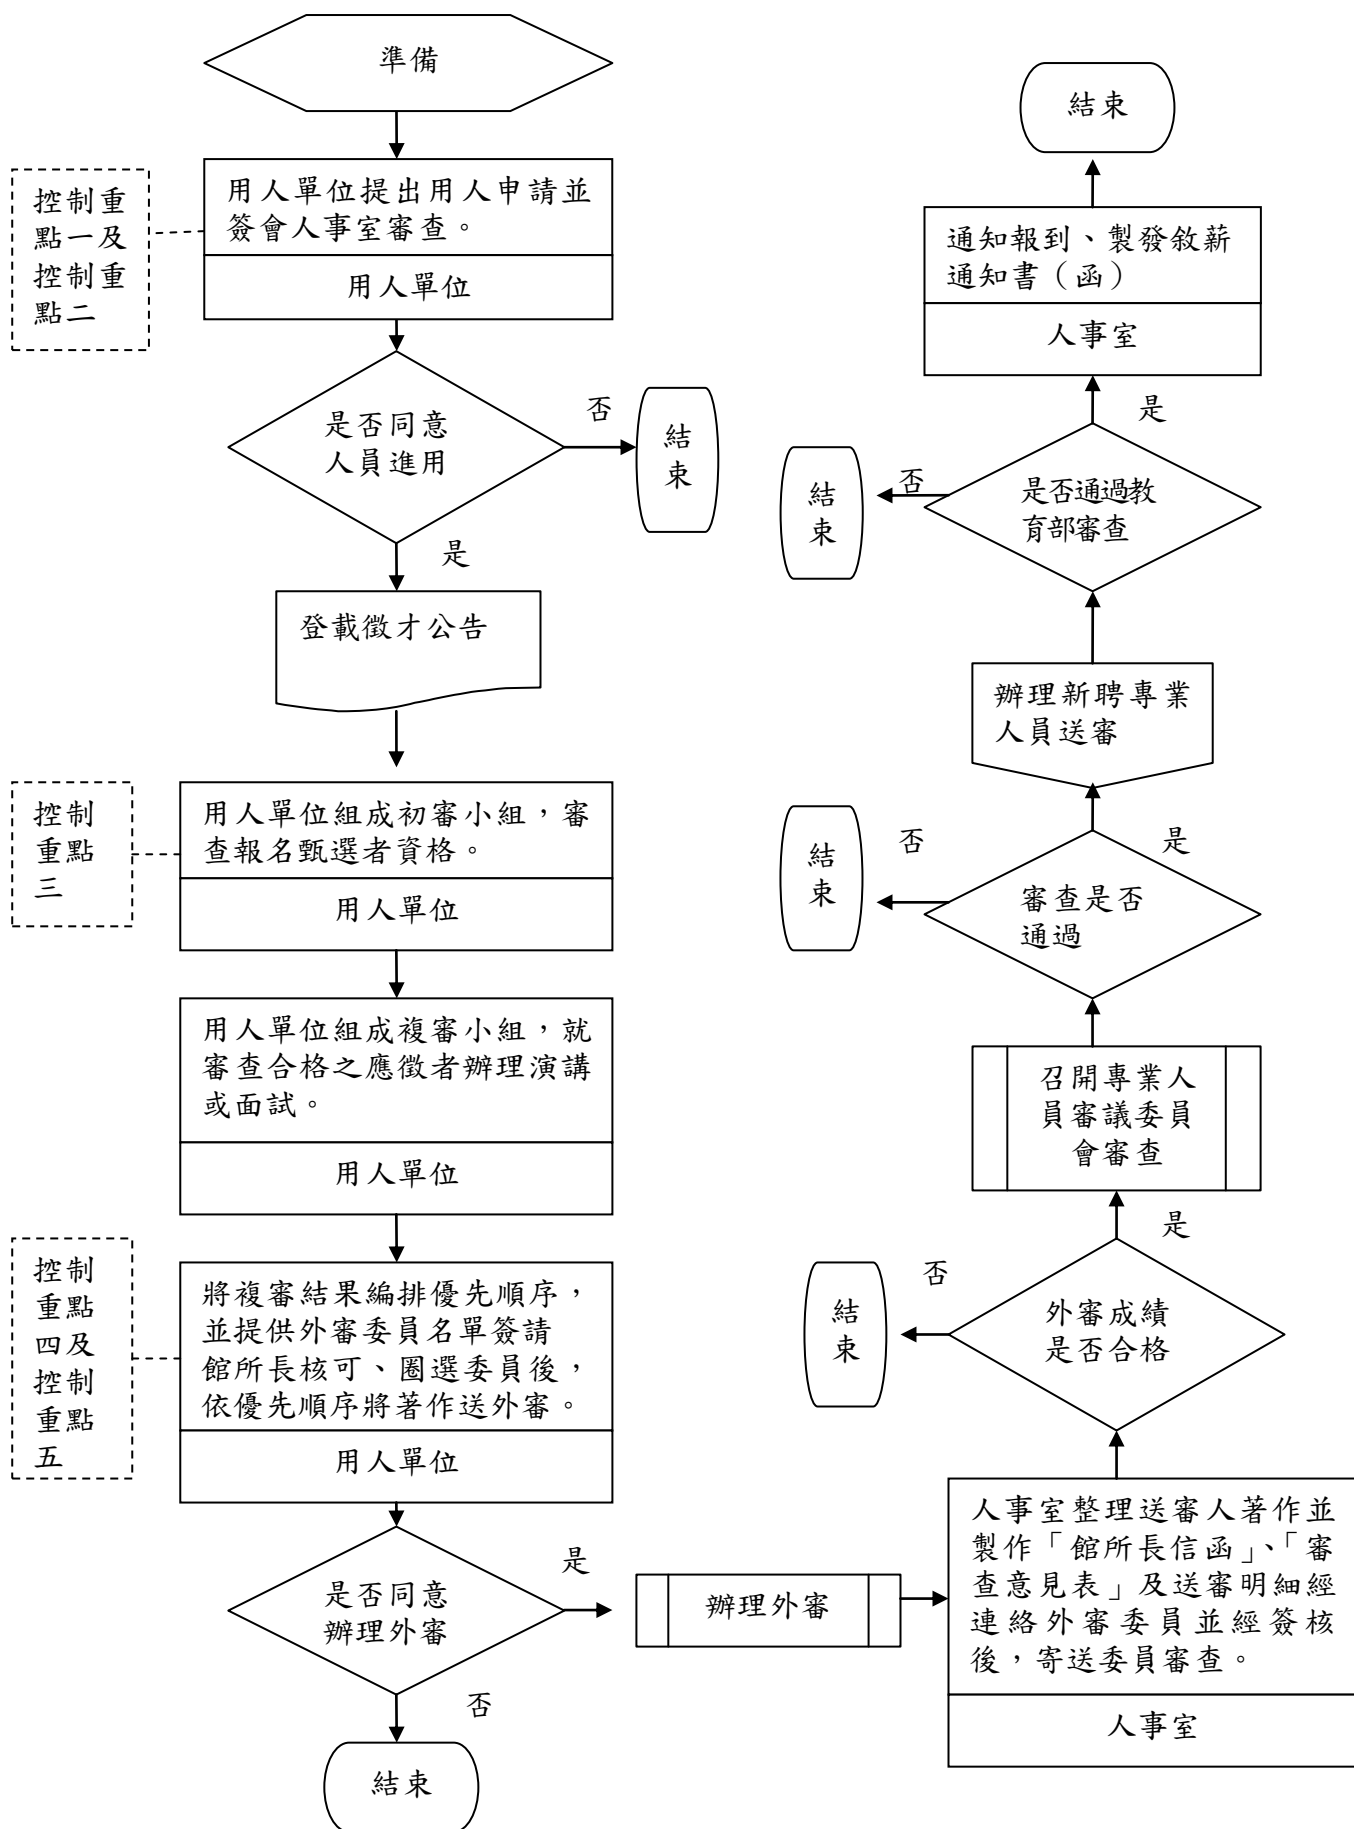 準備
控制重
點一及
控制重
點二
用人單位提出用人申請並
簽會人事室審查。
用人單位
是否同意
人員進用
否
結
束
是
登載徵才公告
控制
重點
三
用人單位組成初審小組，審
查報名甄選者資格。
用人單位
用人單位組成複審小組，就
審查合格之應徵者辦理演講
或面試。
用人單位
控制
重點
四及
控制
重點
五
將複審結果編排優先順序，
並提供外審委員名單簽請
館所長核可、圈選委員後，
依優先順序將著作送外審。
用人單位
是否同意
辦理外審
是
否
結束
辦理外審
人事室整理送審人著作並
製作「館所長信函」、「審
查意見表」及送審明細經
連絡外審委員並經簽核
後，寄送委員審查。
人事室
外審成績
是否合格
否
結
束
是
召開專業人
員審議委員
會審查
審查是否
通過
否
結
束
是
辦理新聘專業
人員送審
是否通過教
育部審查
否
結
束
是
通知報到、製發敘薪
通知書（函）
人事室
結束